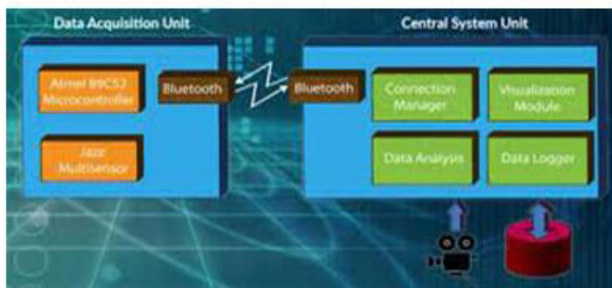 Data Acquisition Unit
Central System Unit
Atmel 89C52
Microcontroller
Bluetooth
Bluetooth
Connection
Manager
Visualization
Module
Jazz
Multisensor
Data Analysis
Data Logger